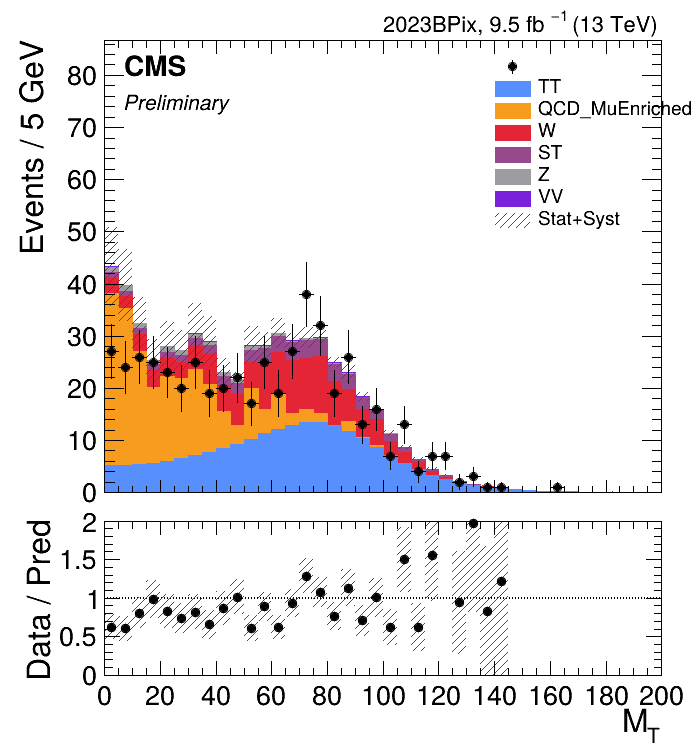 2023BPix, 9.5 fb⁻¹ (13 TeV)
CMS
Preliminary
Events / 5 GeV
80
70
60
50
40
30
20
10
0
TT
QCD_MuEnriched
W
ST
Z
VV
Stat+Syst
Data / Pred
2
1.5
1
0.5
0
0 20 40 60 80 100 120 140 160 180 200
M_T